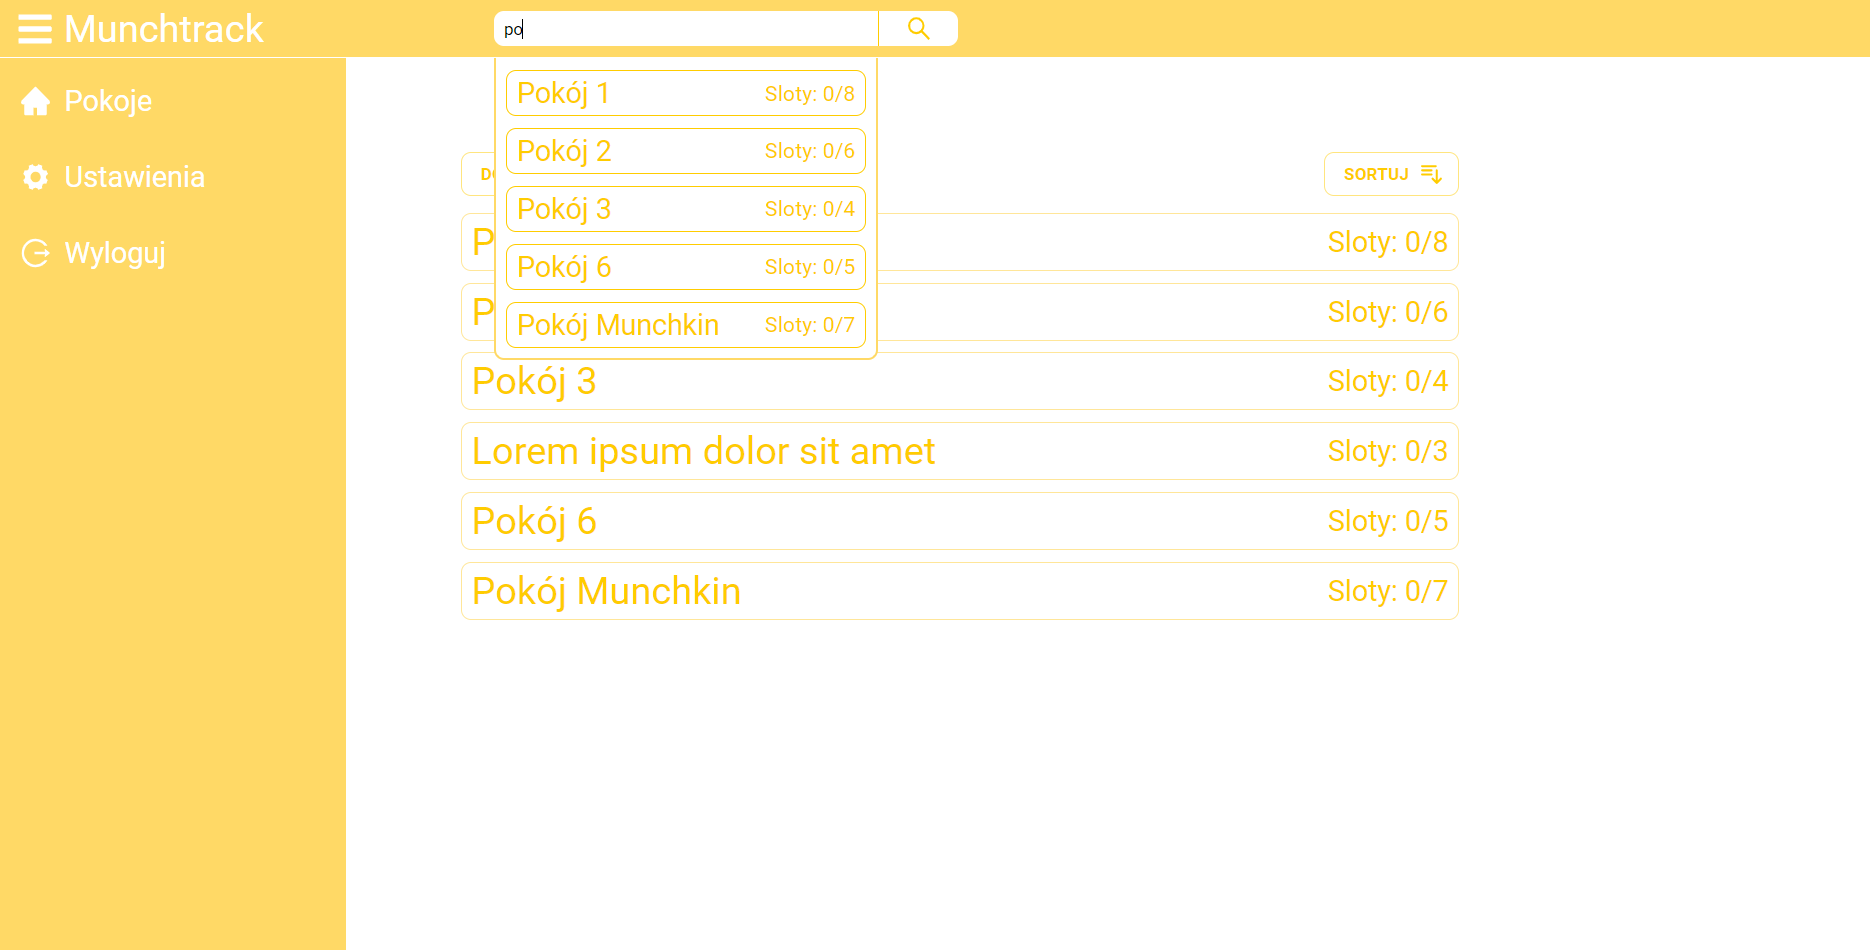 Munchtrack
po
Pokoje
Ustawienia
Wyloguj
Pokój 1 Sloty: 0/8
Pokój 2 Sloty: 0/6
Pokój 3 Sloty: 0/4
Pokój 6 Sloty: 0/5
Pokój Munchkin Sloty: 0/7
SORTUJ
Sloty: 0/8
Sloty: 0/6
Pokój 3 Sloty: 0/4
Lorem ipsum dolor sit amet Sloty: 0/3
Pokój 6 Sloty: 0/5
Pokój Munchkin Sloty: 0/7